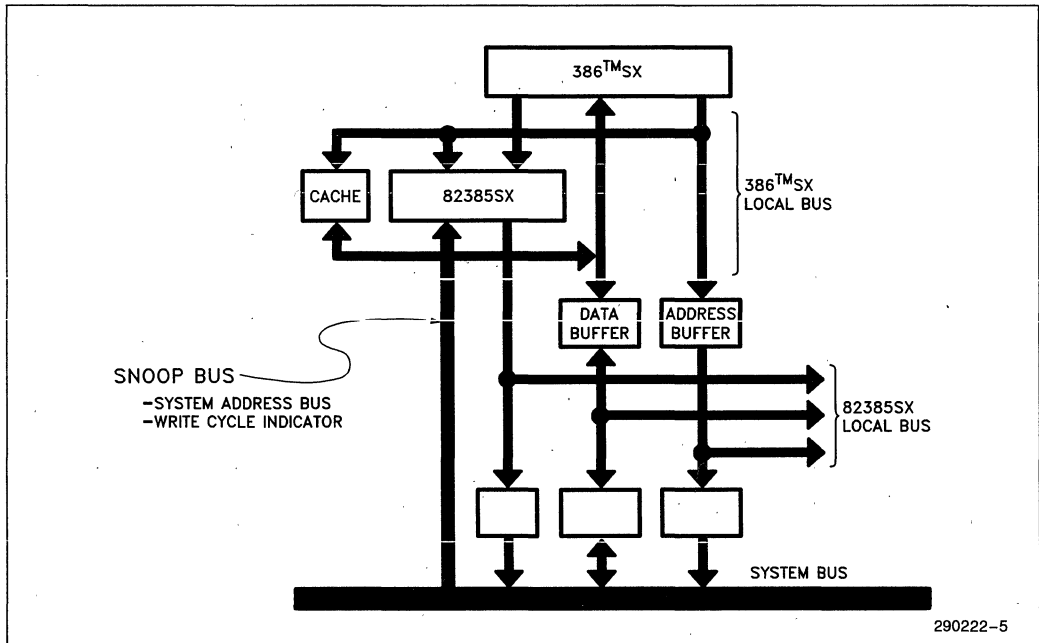 386™SX
CACHE
82385SX
386™SX
LOCAL BUS
DATA
BUFFER
ADDRESS
BUFFER
SNOOP BUS
-SYSTEM ADDRESS BUS
-WRITE CYCLE INDICATOR
82385SX
LOCAL BUS
SYSTEM BUS
290222-5